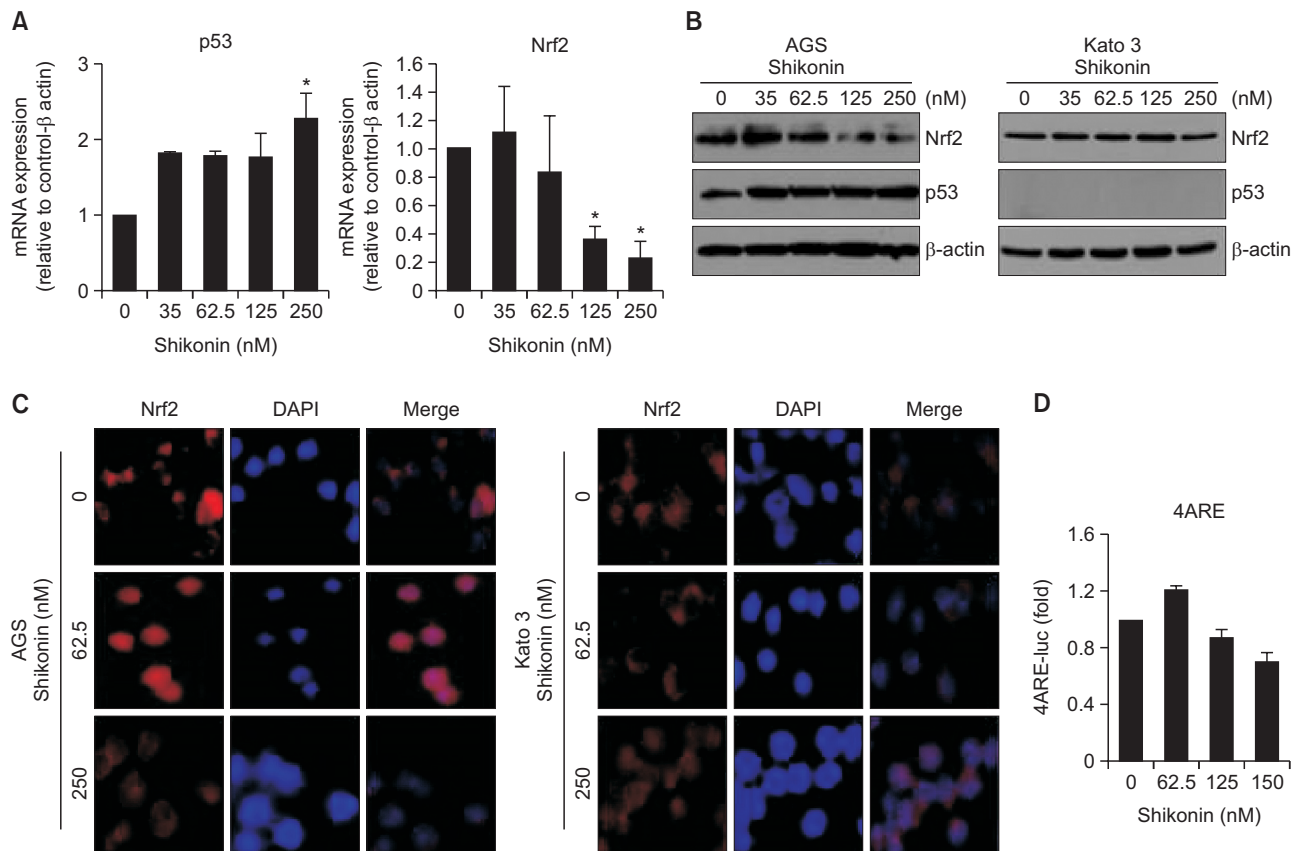 A
p53
mRNA expression
(relative to control-β actin)
3
2
1
0
*
0 35 62.5 125 250
Shikonin (nM)
Nrf2
mRNA expression
(relative to control-β actin)
1.6
1.4
1.2
1.0
0.8
0.6
0.4
0.2
0
*
*
0 35 62.5 125 250
Shikonin (nM)
B
AGS
Shikonin
0 35 62.5 125 250 (nM)
Nrf2
p53
β-actin
Kato 3
Shikonin
0 35 62.5 125 250 (nM)
Nrf2
p53
β-actin
C
Nrf2 DAPI Merge
AGS
Shikonin (nM)
0
62.5
250
Nrf2 DAPI Merge
Kato 3
Shikonin (nM)
0
62.5
250
D
4ARE
4ARE-luc (fold)
1.6
1.2
0.8
0.4
0
0 62.5 125 150
Shikonin (nM)